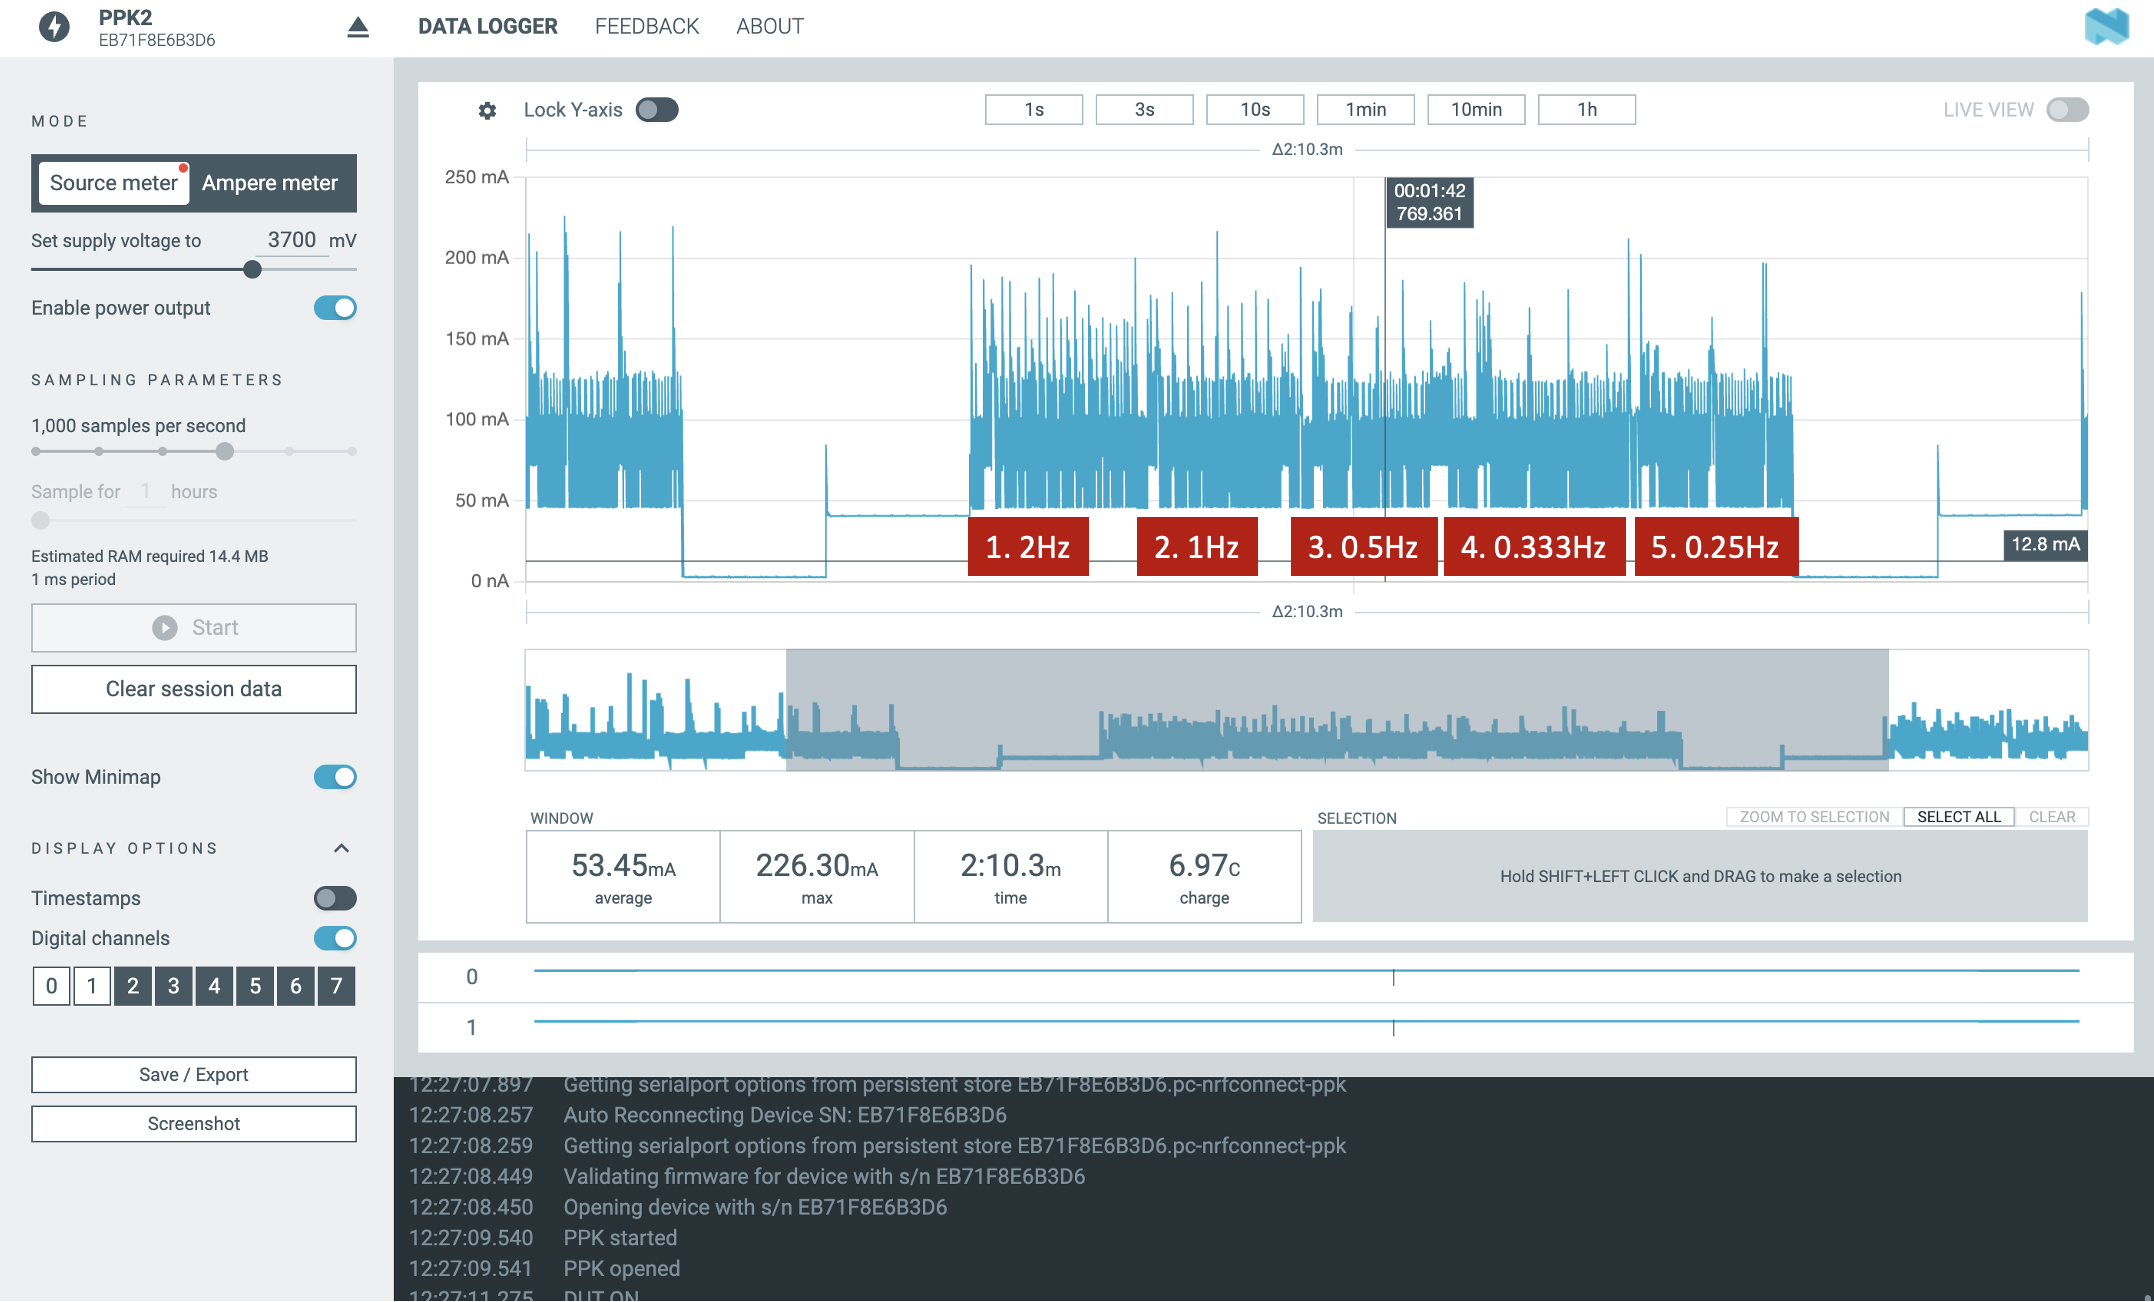 PPK2
EB71F8E6B3D6
DATA LOGGER FEEDBACK ABOUT
MODE
Source meter Ampere meter
Set supply voltage to 3700 mV
Enable power output
SAMPLING PARAMETERS
1,000 samples per second
Sample for 1 hours
Estimated RAM required 14.4 MB
1 ms period
Start
Clear session data
Show Minimap
DISPLAY OPTIONS
Timestamps
Digital channels
0 1 2 3 4 5 6 7
Save / Export
Screenshot
Lock Y-axis 1s 3s 10s 1min 10min 1h LIVE VIEW
Δ2:10.3m
250 mA
200 mA
150 mA
100 mA
50 mA
0 nA
00:01:42
769.361
1. 2Hz 2. 1Hz 3. 0.5Hz 4. 0.333Hz 5. 0.25Hz
12.8 mA
Δ2:10.3m
WINDOW
53.45mA 226.30mA 2:10.3m 6.97C
average max time charge
SELECTION ZOOM TO SELECTION SELECT ALL CLEAR
Hold SHIFT+LEFT CLICK and DRAG to make a selection
0
1
12:27:07.897 Getting serialport options from persistent store EB71F8E6B3D6.pc-nrfconnect-ppk
12:27:08.257 Auto Reconnecting Device SN: EB71F8E6B3D6
12:27:08.259 Getting serialport options from persistent store EB71F8E6B3D6.pc-nrfconnect-ppk
12:27:08.449 Validating firmware for device with s/n EB71F8E6B3D6
12:27:08.450 Opening device with s/n EB71F8E6B3D6
12:27:09.540 PPK started
12:27:09.541 PPK opened
12:27:11.275 DUT ON